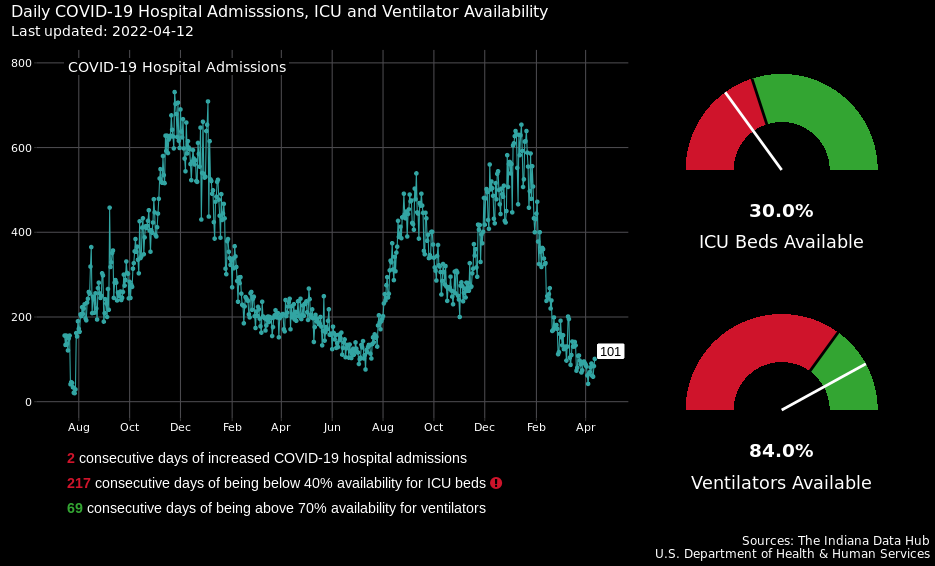 Daily COVID-19 Hospital Admisssions, ICU and Ventilator Availability
Last updated: 2022-04-12
COVID-19 Hospital Admissions
800
600
400
200
0
101
Aug Oct Dec Feb Apr Jun Aug Oct Dec Feb Apr
30.0%
ICU Beds Available
84.0%
Ventilators Available
2 consecutive days of increased COVID-19 hospital admissions
217 consecutive days of being below 40% availability for ICU beds !
69 consecutive days of being above 70% availability for ventilators
Sources: The Indiana Data Hub
U.S. Department of Health & Human Services